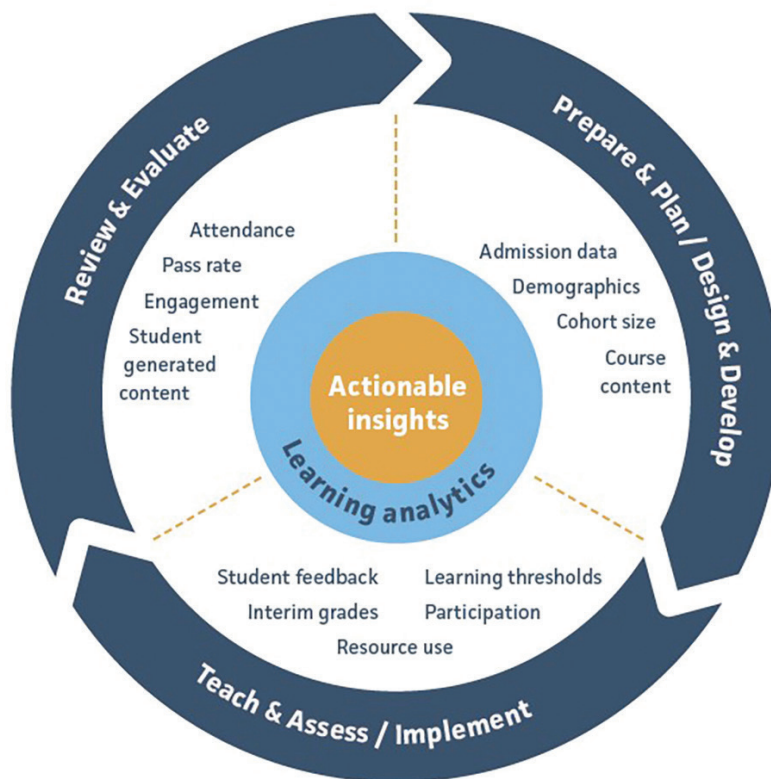 Review & Evaluate
Prepare & Plan / Design & Develop
Attendance
Pass rate
Engagement
Student
generated
content
Admission data
Demographics
Cohort size
Course
content
Actionable
insights
Learning analytics
Student feedback
Learning thresholds
Interim grades
Participation
Resource use
Teach & Assess / Implement